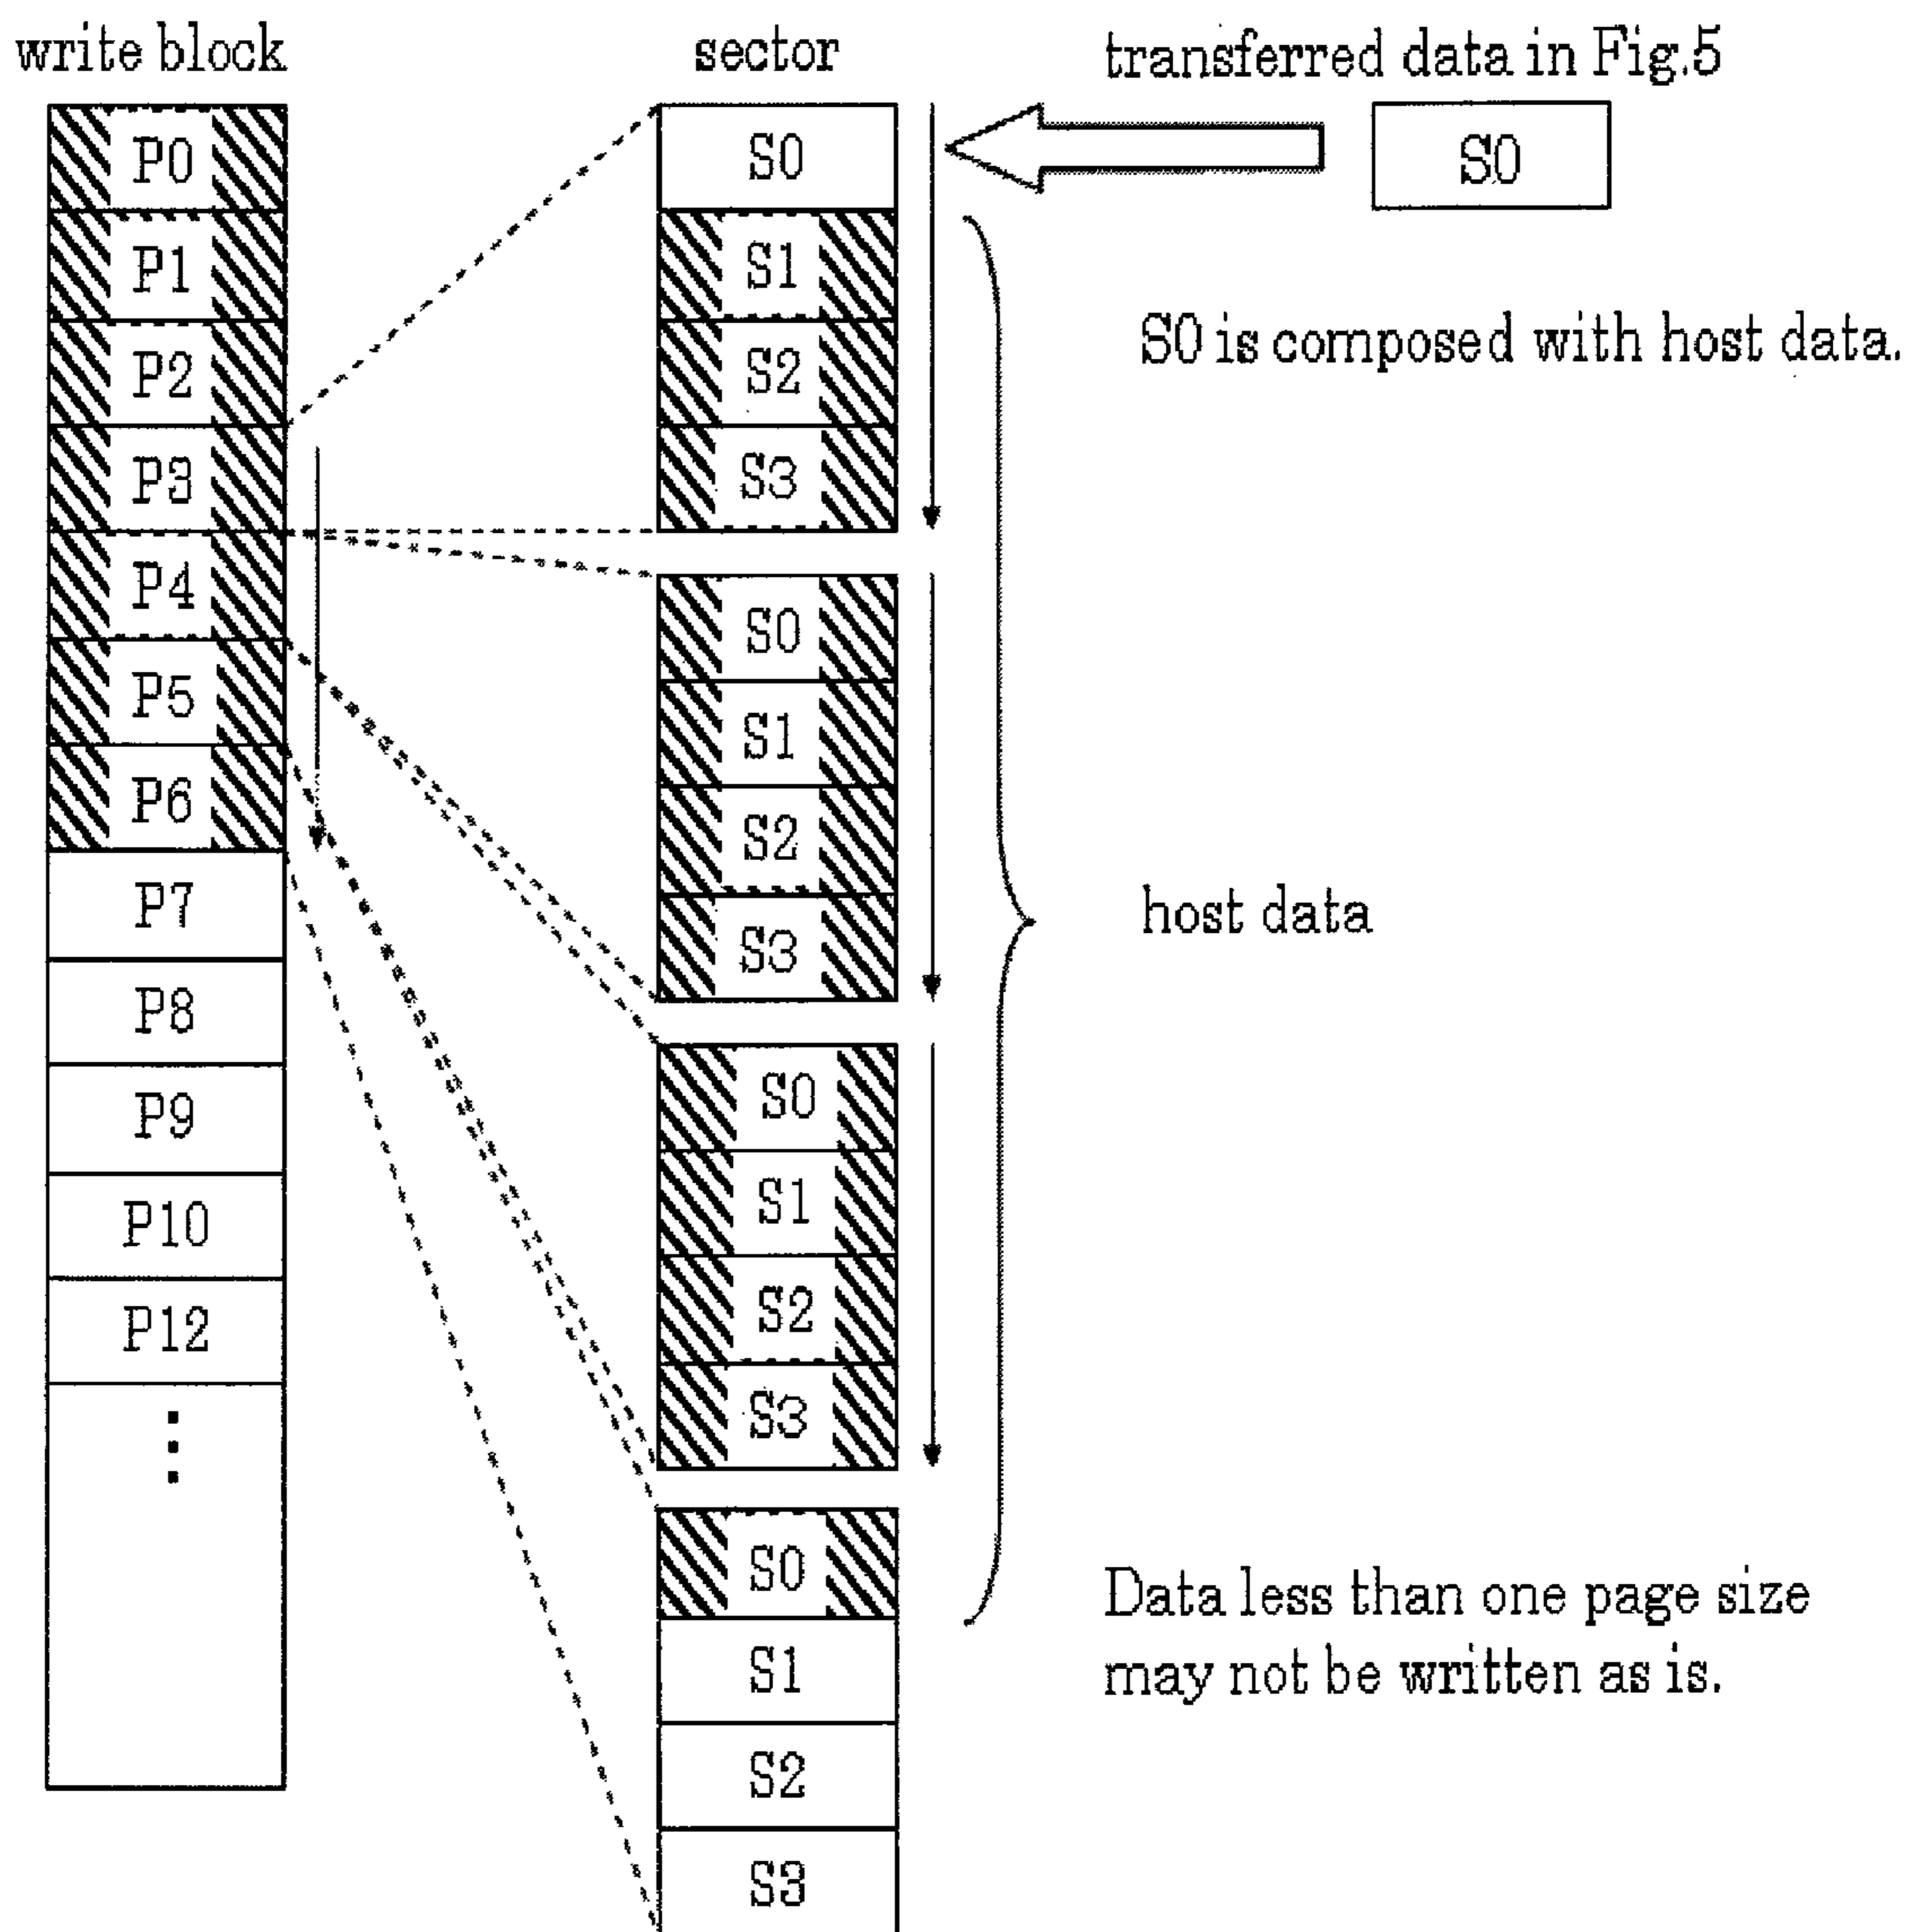 write block
sector
transferred data in Fig.5
P0
P1
P2
P3
P4
P5
P6
P7
P8
P9
P10
P12
⋮
S0
S1
S2
S3
S0
S1
S2
S3
S0
S1
S2
S3
S0
S1
S2
S3
S0
S0 is composed with host data.
host data
Data less than one page size
may not be written as is.